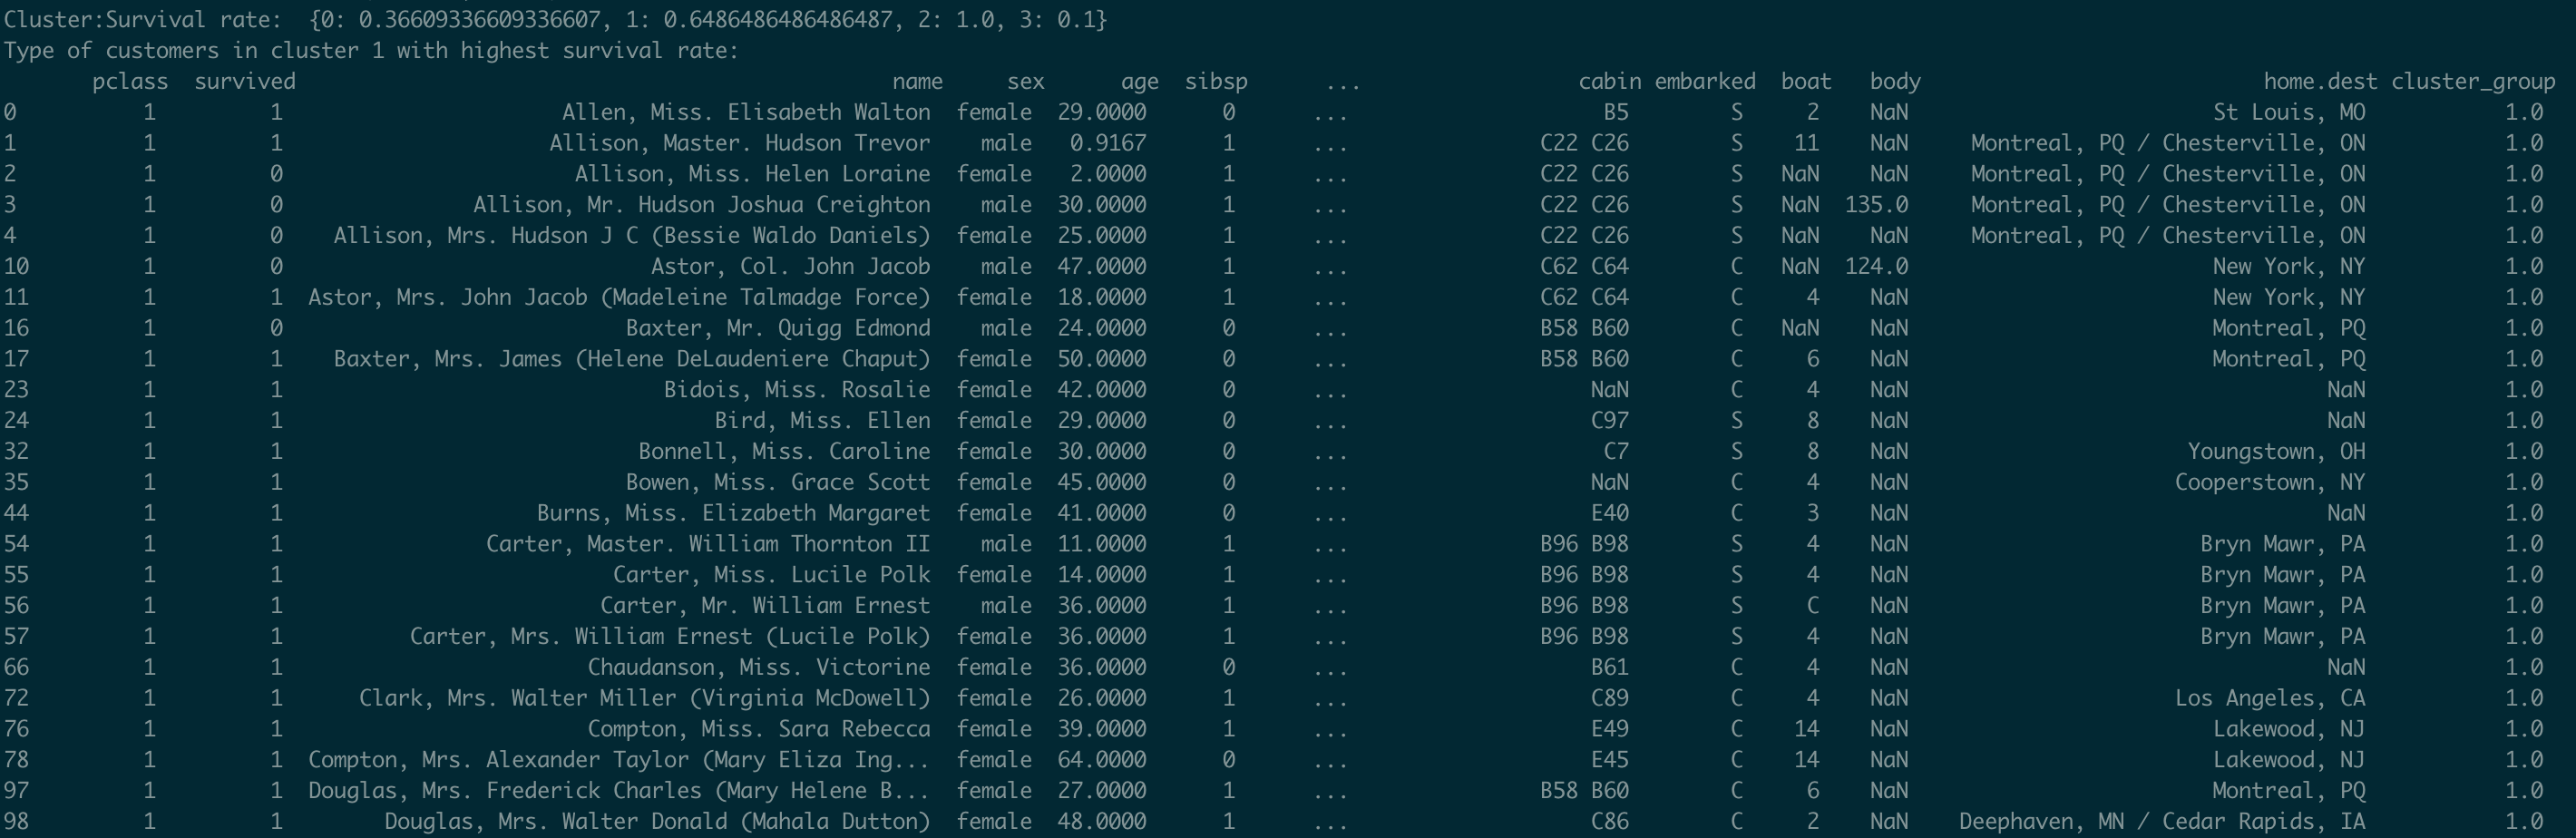 Cluster:Survival rate:  {0: 0.36609336609336607, 1: 0.6486486486486487, 2: 1.0, 3: 0.1}
Type of customers in cluster 1 with highest survival rate:
pclass survived name sex age sibsp ... cabin embarked boat body home.dest cluster_group
0 1 1 Allen, Miss. Elisabeth Walton female 29.0000 0 ... B5 S 2 NaN St Louis, MO 1.0
1 1 1 Allison, Master. Hudson Trevor male 0.9167 1 ... C22 C26 S 11 NaN Montreal, PQ / Chesterville, ON 1.0
2 1 0 Allison, Miss. Helen Loraine female 2.0000 1 ... C22 C26 S NaN NaN Montreal, PQ / Chesterville, ON 1.0
3 1 0 Allison, Mr. Hudson Joshua Creighton male 30.0000 1 ... C22 C26 S NaN 135.0 Montreal, PQ / Chesterville, ON 1.0
4 1 0 Allison, Mrs. Hudson J C (Bessie Waldo Daniels) female 25.0000 1 ... C22 C26 S NaN NaN Montreal, PQ / Chesterville, ON 1.0
10 1 0 Astor, Col. John Jacob male 47.0000 1 ... C62 C64 C NaN 124.0 New York, NY 1.0
11 1 1 Astor, Mrs. John Jacob (Madeleine Talmadge Force) female 18.0000 1 ... C62 C64 C 4 NaN New York, NY 1.0
16 1 0 Baxter, Mr. Quigg Edmond male 24.0000 0 ... B58 B60 C NaN NaN Montreal, PQ 1.0
17 1 1 Baxter, Mrs. James (Helene DeLaudeniere Chaput) female 50.0000 0 ... B58 B60 C 6 NaN Montreal, PQ 1.0
23 1 1 Bidois, Miss. Rosalie female 42.0000 0 ... NaN C 4 NaN NaN 1.0
24 1 1 Bird, Miss. Ellen female 29.0000 0 ... C97 S 8 NaN NaN 1.0
32 1 1 Bonnell, Miss. Caroline female 30.0000 0 ... C7 S 8 NaN Youngstown, OH 1.0
35 1 1 Bowen, Miss. Grace Scott female 45.0000 0 ... NaN C 4 NaN Cooperstown, NY 1.0
44 1 1 Burns, Miss. Elizabeth Margaret female 41.0000 0 ... E40 C 3 NaN NaN 1.0
54 1 1 Carter, Master. William Thornton II male 11.0000 1 ... B96 B98 S 4 NaN Bryn Mawr, PA 1.0
55 1 1 Carter, Miss. Lucile Polk female 14.0000 1 ... B96 B98 S 4 NaN Bryn Mawr, PA 1.0
56 1 1 Carter, Mr. William Ernest male 36.0000 1 ... B96 B98 S C NaN Bryn Mawr, PA 1.0
57 1 1 Carter, Mrs. William Ernest (Lucile Polk) female 36.0000 1 ... B96 B98 S 4 NaN Bryn Mawr, PA 1.0
66 1 1 Chaudanson, Miss. Victorine female 36.0000 0 ... B61 C 4 NaN NaN 1.0
72 1 1 Clark, Mrs. Walter Miller (Virginia McDowell) female 26.0000 1 ... C89 C 4 NaN Los Angeles, CA 1.0
76 1 1 Compton, Miss. Sara Rebecca female 39.0000 1 ... E49 C 14 NaN Lakewood, NJ 1.0
78 1 1 Compton, Mrs. Alexander Taylor (Mary Eliza Ing... female 64.0000 0 ... E45 C 14 NaN Lakewood, NJ 1.0
97 1 1 Douglas, Mrs. Frederick Charles (Mary Helene B... female 27.0000 1 ... B58 B60 C 6 NaN Montreal, PQ 1.0
98 1 1 Douglas, Mrs. Walter Donald (Mahala Dutton) female 48.0000 1 ... C86 C 2 NaN Deephaven, MN / Cedar Rapids, IA 1.0